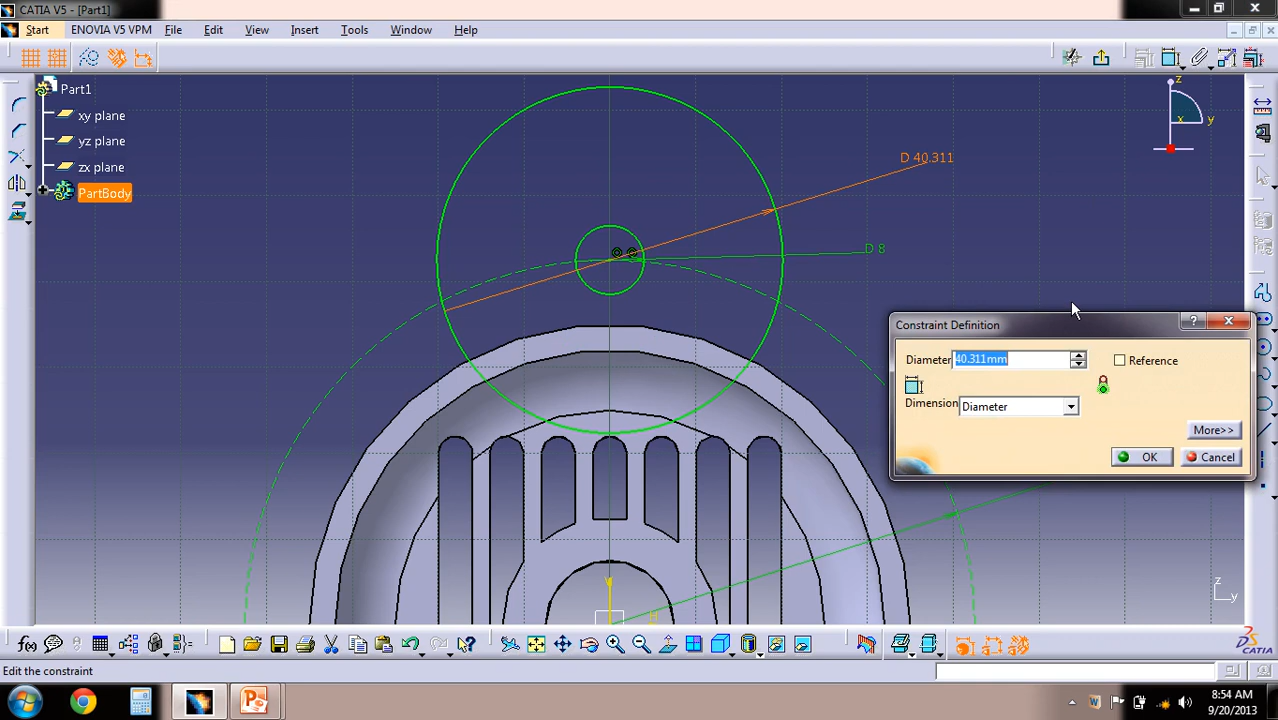 CATIA V5 - [Part1]
Start ENOVIA V5 VPM File Edit View Insert Tools Window Help
Part1
xy plane
yz plane
zx plane
PartBody
z
x
y
D 40.311
D 8
Constraint Definition
Diameter 40.311mm
Reference
Dimension Diameter
More>>
OK Cancel
V
H
z
y
f(x)
CATIA
Edit the constraint
8:54 AM
9/20/2013